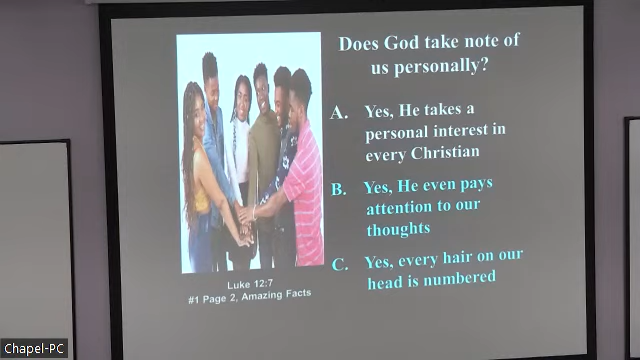 Does God take note of
us personally?
A. Yes, He takes a
personal interest in
every Christian
B. Yes, He even pays
attention to our
thoughts
C. Yes, every hair on our
head is numbered
Luke 12:7
#1 Page 2, Amazing Facts
Chapel-PC